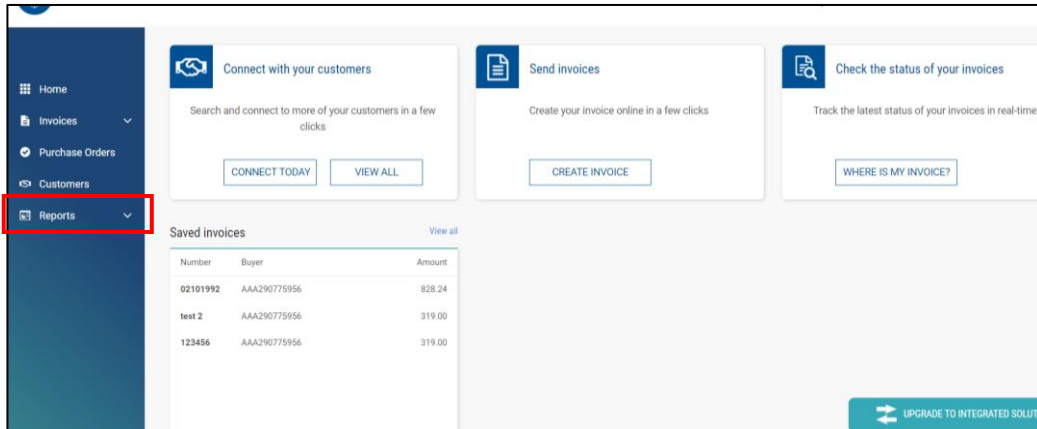 Home
Invoices
Purchase Orders
Customers
Reports
Connect with your customers
Search and connect to more of your customers in a few
clicks
CONNECT TODAY
VIEW ALL
Send invoices
Create your invoice online in a few clicks
CREATE INVOICE
Check the status of your invoices
Track the latest status of your invoices in real-time
WHERE IS MY INVOICE?
Saved invoices View all
Number Buyer Amount
02101992 AAA290775956 828.24
test 2 AAA290775956 319.00
123456 AAA290775956 319.00
UPGRADE TO INTEGRATED